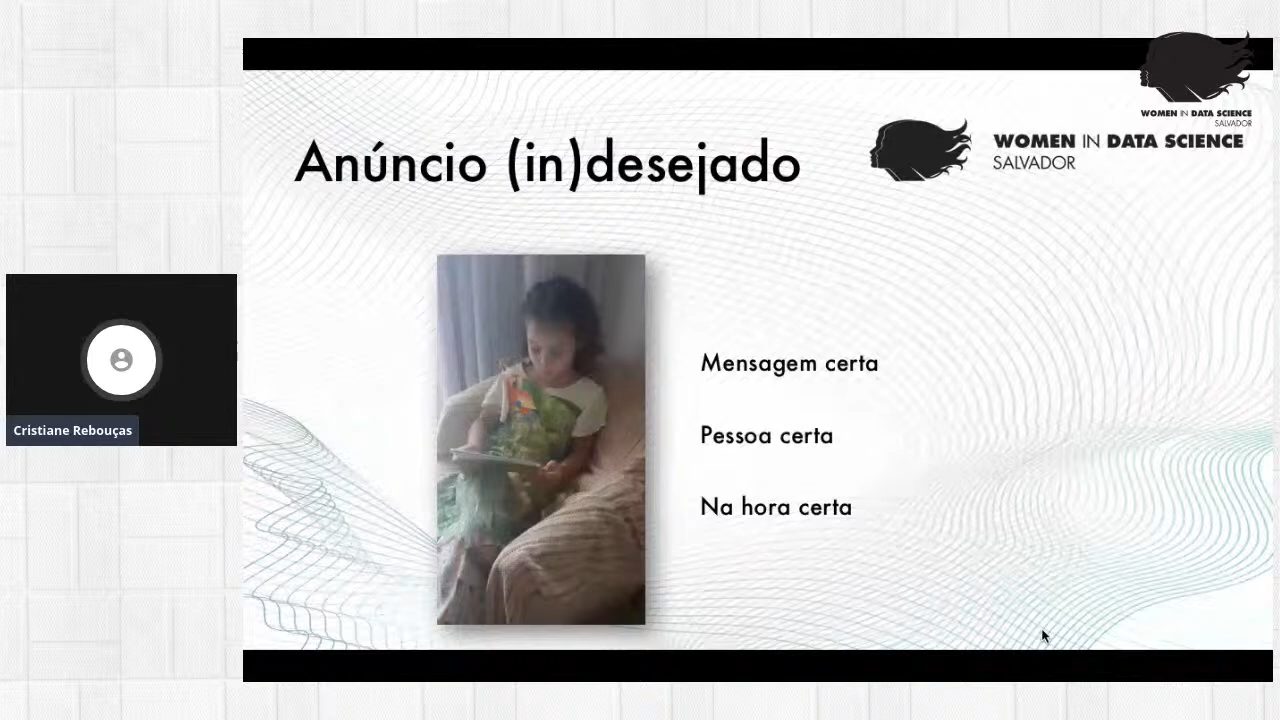 WOMEN IN DATA SCIENCE
SALVADOR
Anúncio (in)desejado
WOMEN IN DATA SCIENCE
SALVADOR
Mensagem certa
Pessoa certa
Na hora certa
Cristiane Rebouças